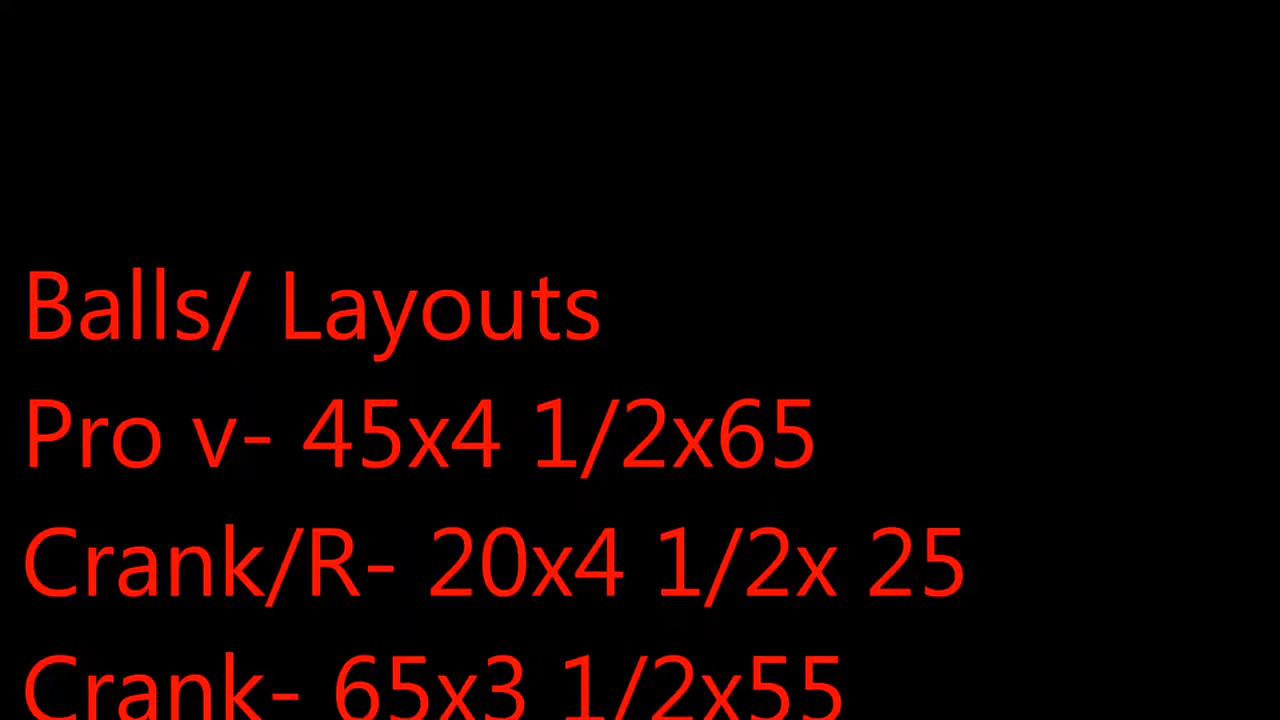 Balls/ Layouts
Pro v- 45x4 1/2x65
Crank/R- 20x4 1/2x 25
Crank- 65x3 1/2x55